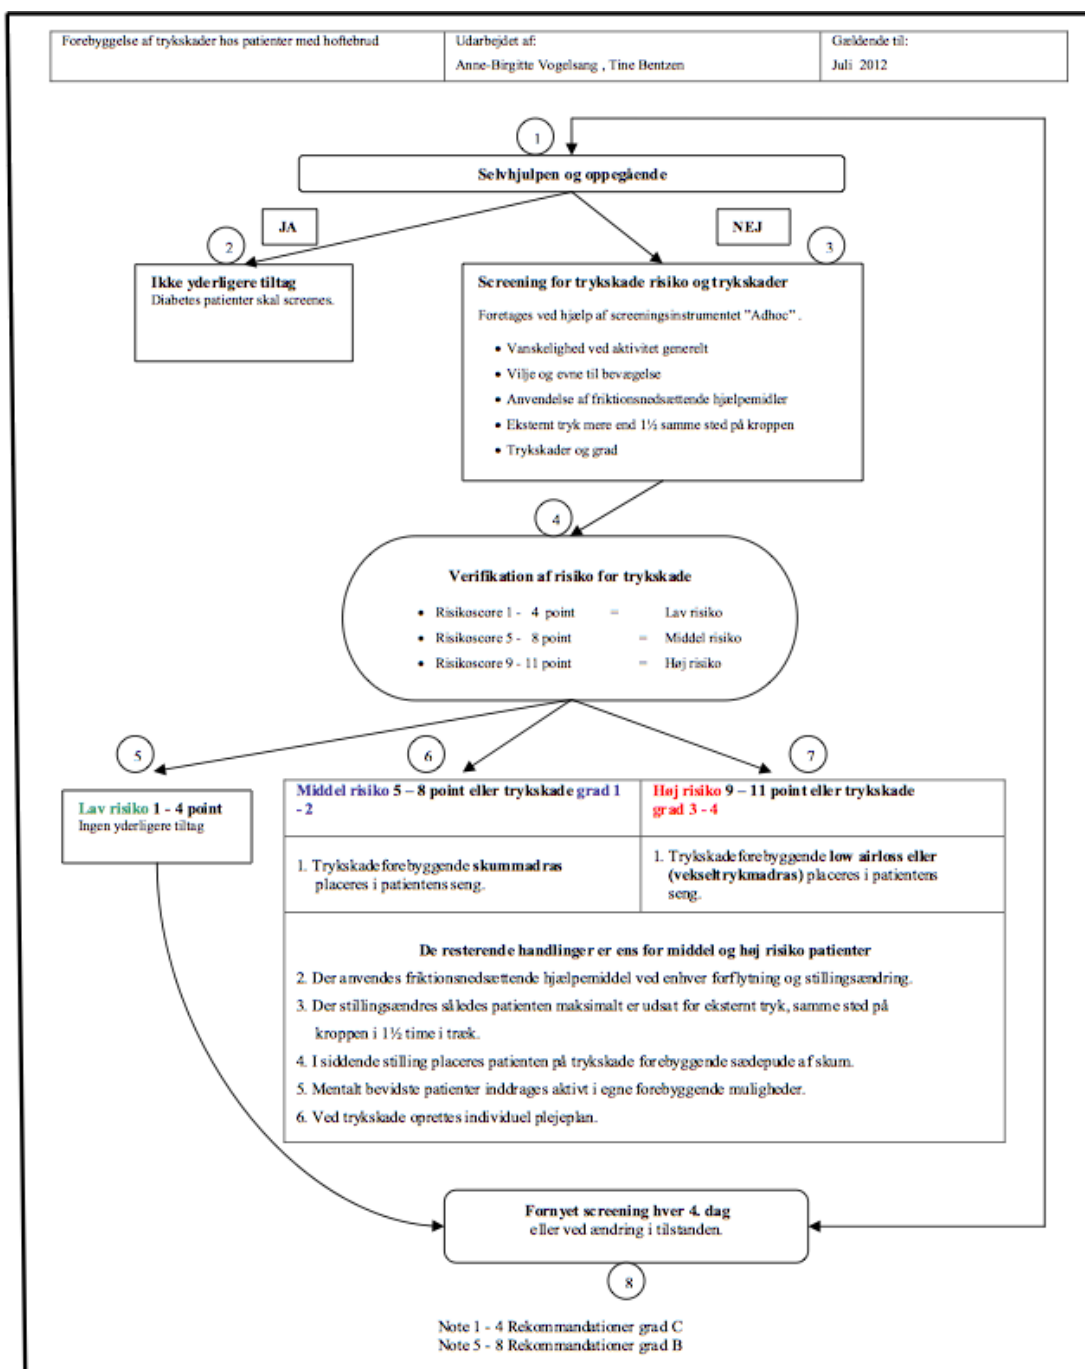 Forebyggelse af trykskader hos patienter med hoftebrud
Udarbejdet af:
Anne-Birgitte Vogelsang , Tine Bentzen
Gældende til:
Juli 2012
1
Selvhjulpen og oppegående
JA
NEJ
2
Ikke yderligere tiltag
Diabetes patienter skal screenes.
3
Screening for trykskade risiko og trykskader
Foretages ved hjælp af screeningsinstrumentet "Adhoc" .
• Vanskelighed ved aktivitet generelt
• Vilje og evne til bevægelse
• Anvendelse af friktionsnedsættende hjælpemidler
• Eksternt tryk mere end 1½ samme sted på kroppen
• Trykskader og grad
4
Verifikation af risiko for trykskade
• Risikoscore 1 - 4 point = Lav risiko
• Risikoscore 5 - 8 point = Middel risiko
• Risikoscore 9 - 11 point = Høj risiko
5
Lav risiko 1 - 4 point
Ingen yderligere tiltag
6
Middel risiko 5 – 8 point eller trykskade grad 1
- 2
7
Høj risiko 9 – 11 point eller trykskade
grad 3 - 4
1. Trykskadeforebyggende skummadras
placeres i patientens seng.
1. Trykskadeforebyggende low airloss eller
(vekseltrykmadras) placeres i patientens
seng.
De resterende handlinger er ens for middel og høj risiko patienter
2. Der anvendes friktionsnedsættende hjælpemiddel ved enhver forflytning og stillingsændring.
3. Der stillingsændres således patienten maksimalt er udsat for eksternt tryk, samme sted på
kroppen i 1½ time i træk.
4. I siddende stilling placeres patienten på trykskade forebyggende sædepude af skum.
5. Mentalt bevidste patienter inddrages aktivt i egne forebyggende muligheder.
6. Ved trykskade oprettes individuel plejeplan.
Fornyet screening hver 4. dag
eller ved ændring i tilstanden.
8
Note 1 - 4 Rekommandationer grad C
Note 5 - 8 Rekommandationer grad B